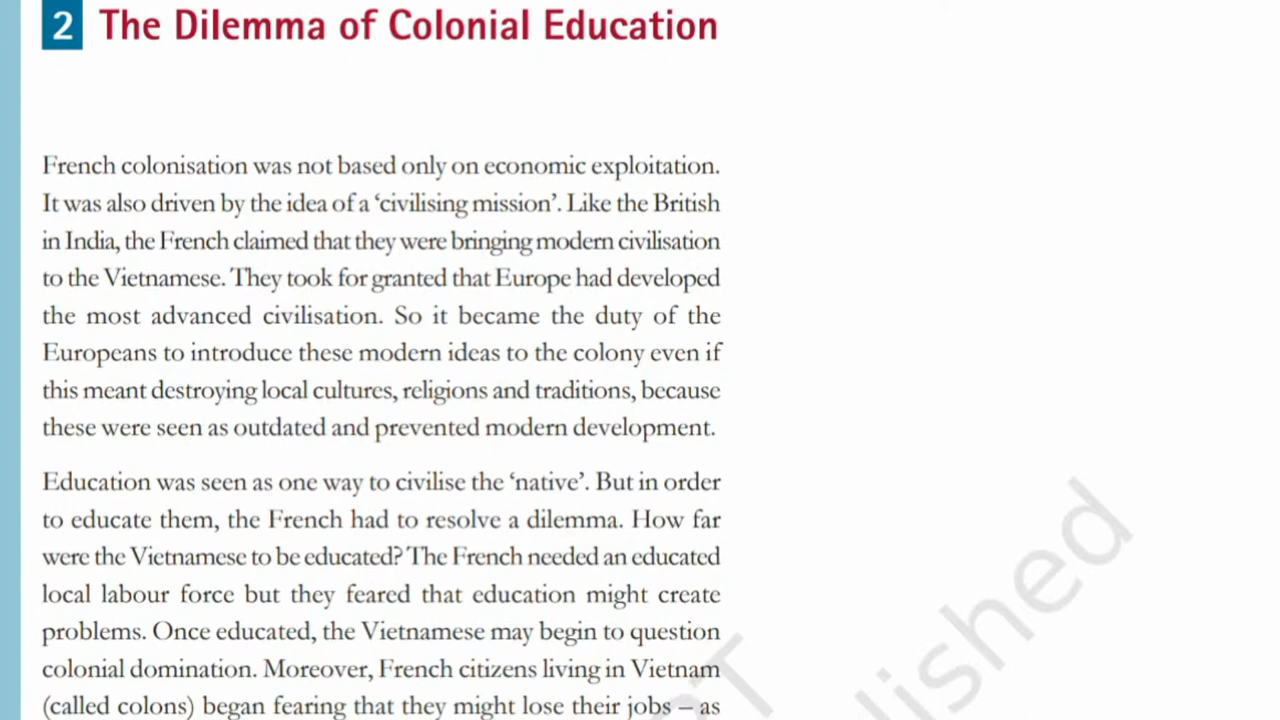 2 The Dilemma of Colonial Education
French colonisation was not based only on economic exploitation.
It was also driven by the idea of a ‘civilising mission’. Like the British
in India, the French claimed that they were bringing modern civilisation
to the Vietnamese. They took for granted that Europe had developed
the most advanced civilisation. So it became the duty of the
Europeans to introduce these modern ideas to the colony even if
this meant destroying local cultures, religions and traditions, because
these were seen as outdated and prevented modern development.
Education was seen as one way to civilise the ‘native’. But in order
to educate them, the French had to resolve a dilemma. How far
were the Vietnamese to be educated? The French needed an educated
local labour force but they feared that education might create
problems. Once educated, the Vietnamese may begin to question
colonial domination. Moreover, French citizens living in Vietnam
(called colons) began fearing that they might lose their jobs – as